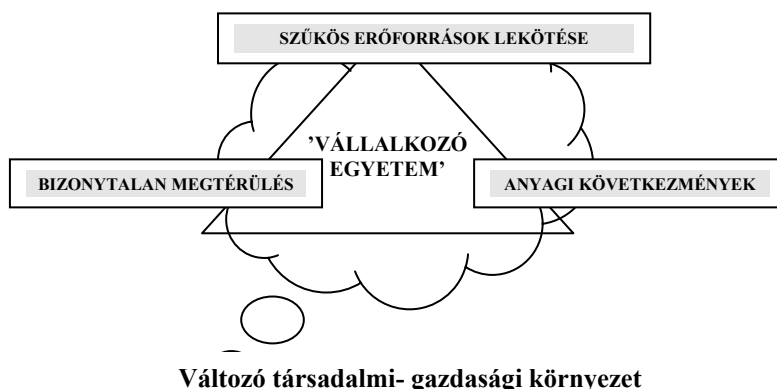 SZŰKÖS ERŐFORRÁSOK LEKÖTÉSE
’VÁLLALKOZÓ
EGYETEM’
BIZONYTALAN MEGTÉRÜLÉS
ANYAGI KÖVETKEZMÉNYEK
Változó társadalmi- gazdasági környezet